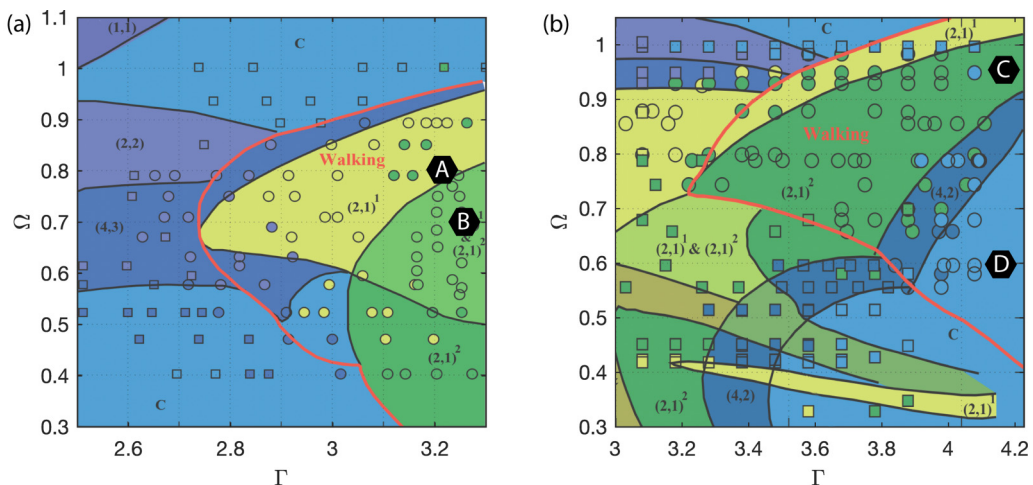 (a)
1.1
1
0.9
0.8
0.7
0.6
0.5
0.4
0.3
Ω
2.6
2.8
3
3.2
Γ
(1,1)
C
(2,2)
Walking
A
(4,3)
(2,1)¹
B
&
(2,1)²
(2,1)²
C
(b)
1
0.9
0.8
0.7
0.6
0.5
0.4
0.3
Ω
3
3.2
3.4
3.6
3.8
4
4.2
Γ
C
(2,1)¹
C
Walking
(2,1)²
(4,2)
(2,1)¹ & (2,1)²
D
C
(2,1)²
(4,2)
(2,1)¹